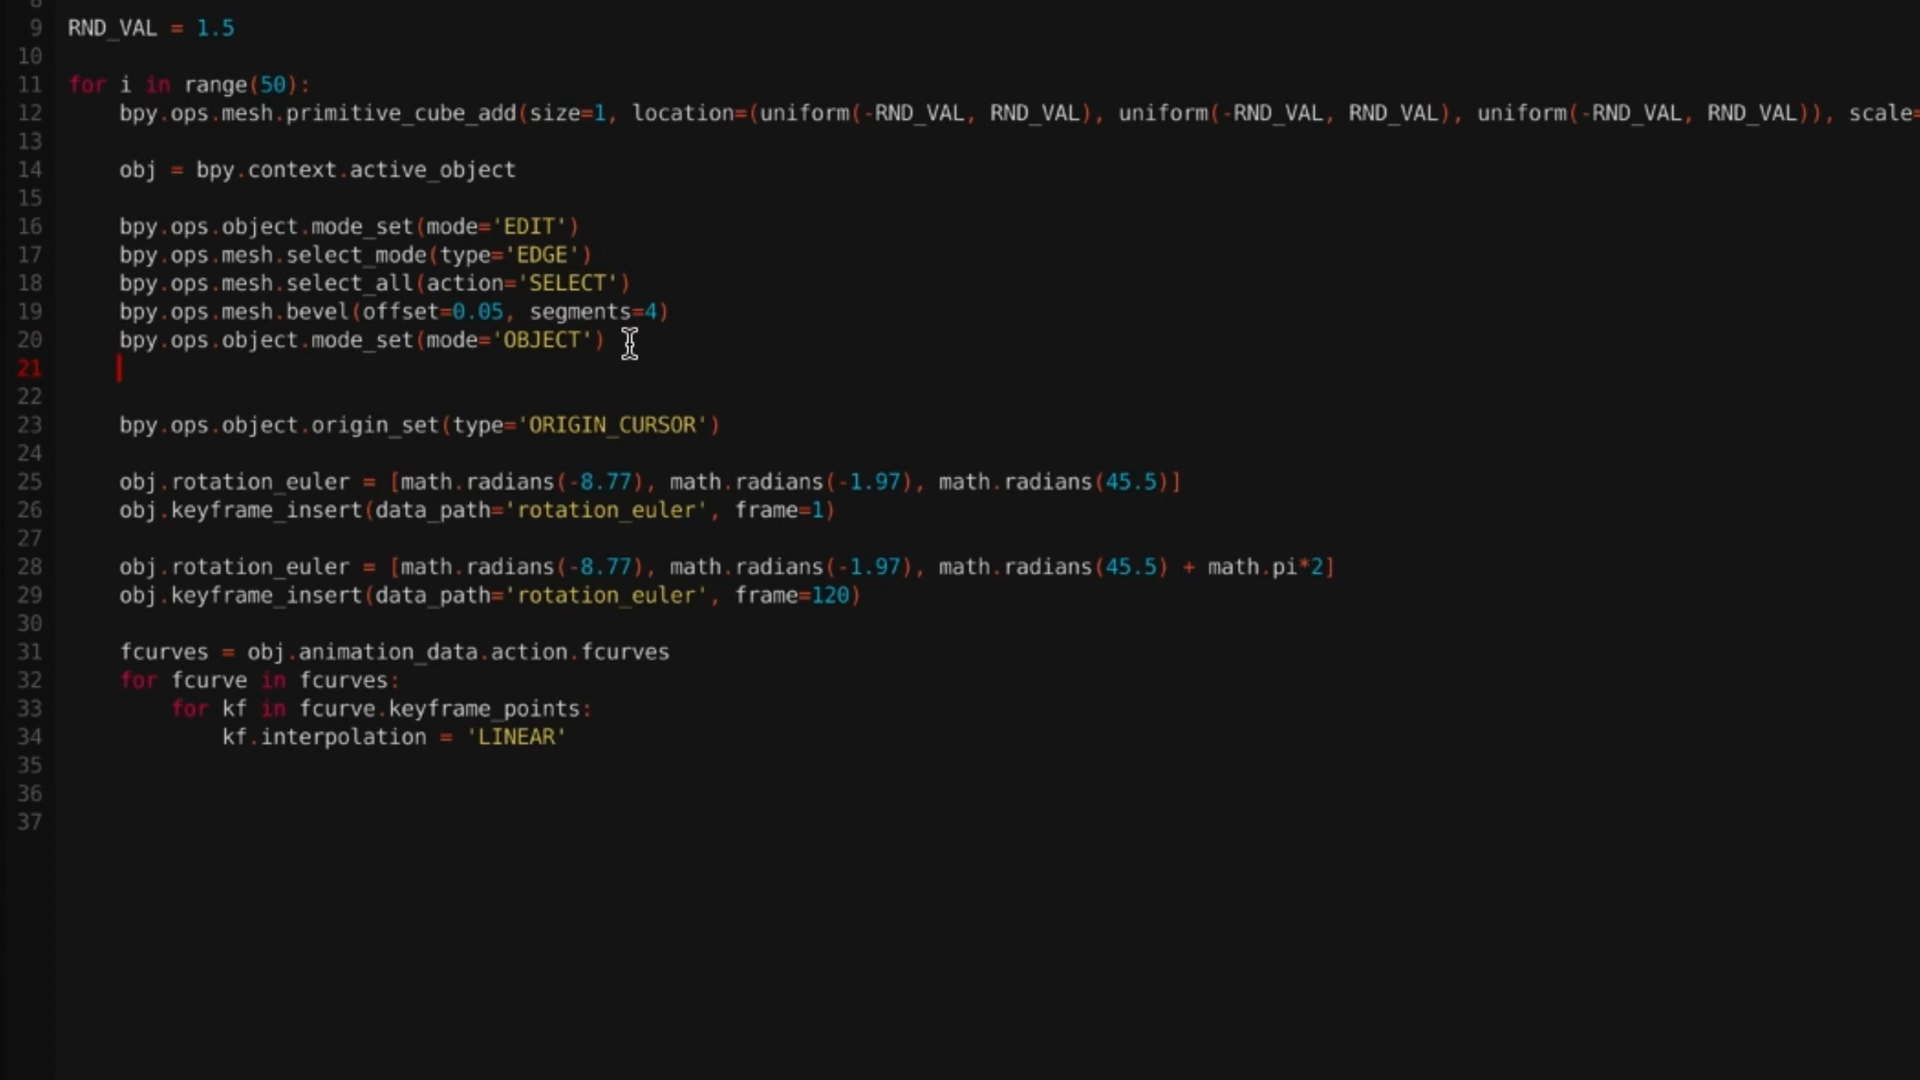 8
9 RND_VAL = 1.5
10
11 for i in range(50):
12     bpy.ops.mesh.primitive_cube_add(size=1, location=(uniform(-RND_VAL, RND_VAL), uniform(-RND_VAL, RND_VAL), uniform(-RND_VAL, RND_VAL)), scale=
13
14     obj = bpy.context.active_object
15
16     bpy.ops.object.mode_set(mode='EDIT')
17     bpy.ops.mesh.select_mode(type='EDGE')
18     bpy.ops.mesh.select_all(action='SELECT')
19     bpy.ops.mesh.bevel(offset=0.05, segments=4)
20     bpy.ops.object.mode_set(mode='OBJECT')
21
22
23     bpy.ops.object.origin_set(type='ORIGIN_CURSOR')
24
25     obj.rotation_euler = [math.radians(-8.77), math.radians(-1.97), math.radians(45.5)]
26     obj.keyframe_insert(data_path='rotation_euler', frame=1)
27
28     obj.rotation_euler = [math.radians(-8.77), math.radians(-1.97), math.radians(45.5) + math.pi*2]
29     obj.keyframe_insert(data_path='rotation_euler', frame=120)
30
31     fcurves = obj.animation_data.action.fcurves
32     for fcurve in fcurves:
33         for kf in fcurve.keyframe_points:
34             kf.interpolation = 'LINEAR'
35
36
37